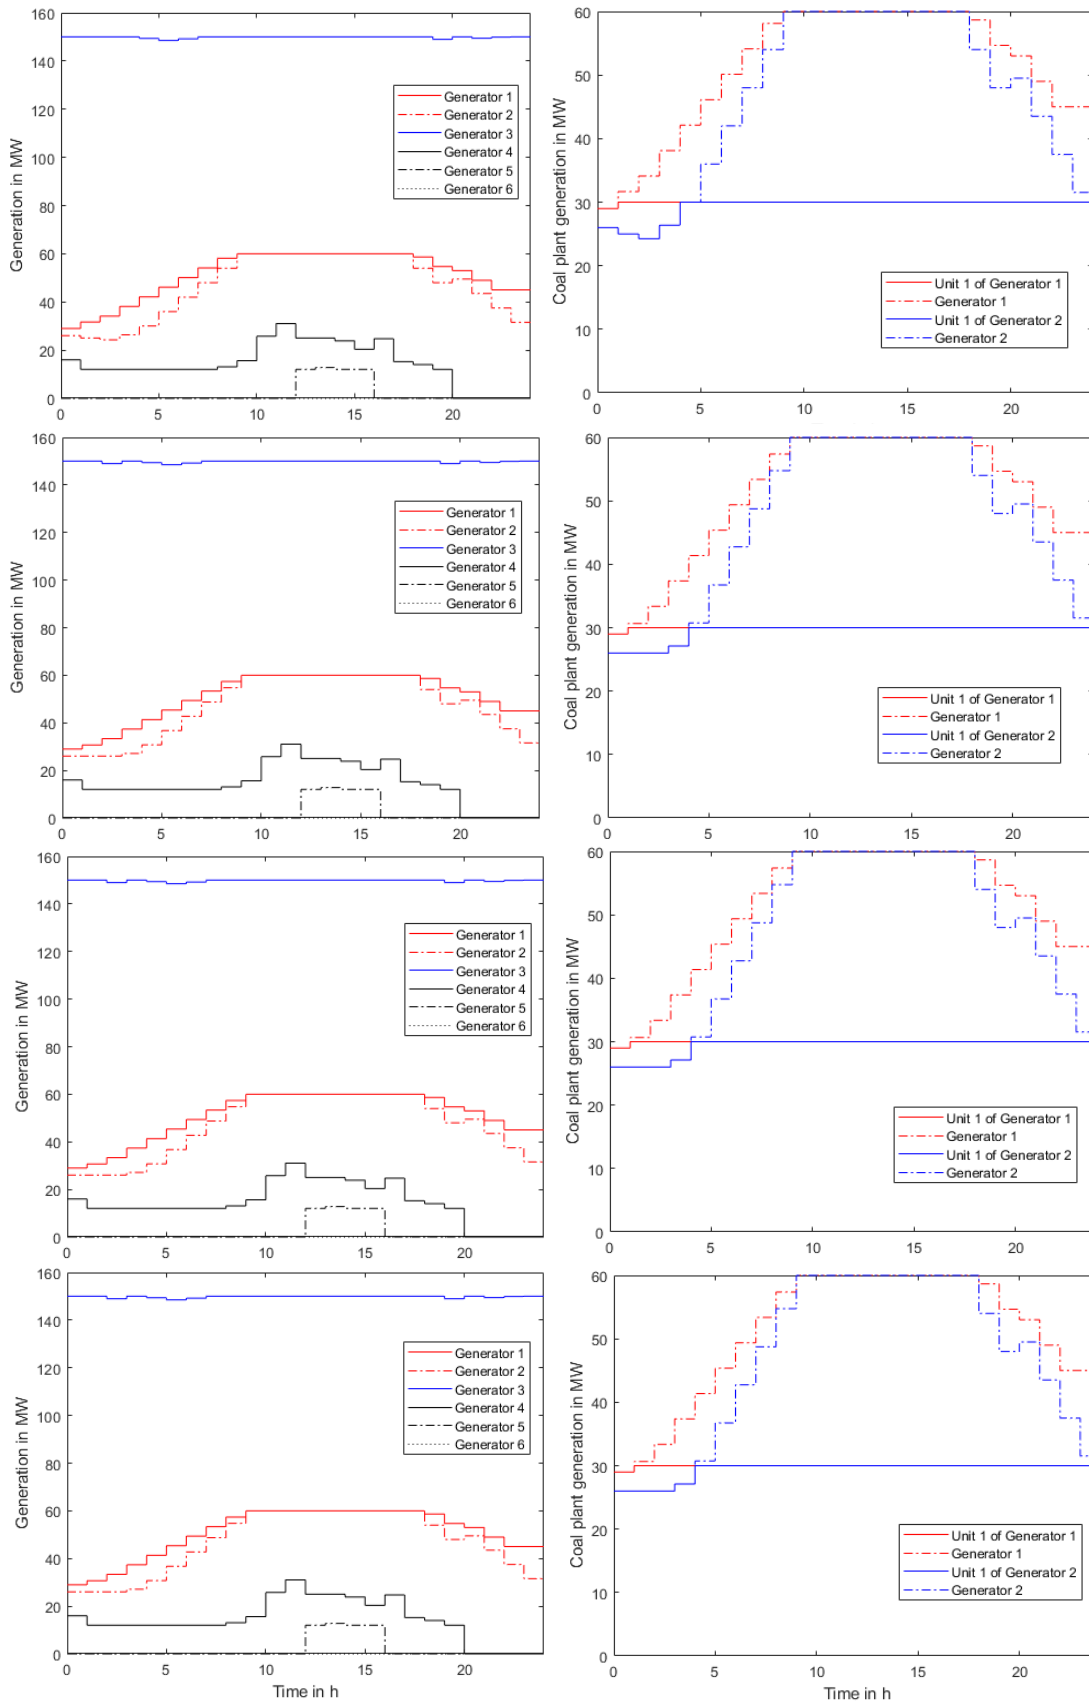 160
140
120
100
80
60
40
20
0
Generation in MW
Generator 1
Generator 2
Generator 3
Generator 4
Generator 5
Generator 6
0 5 10 15 20
60
50
40
30
20
10
0
Coal plant generation in MW
Unit 1 of Generator 1
Generator 1
Unit 1 of Generator 2
Generator 2
0 5 10 15 20
160
140
120
100
80
60
40
20
0
Generation in MW
Generator 1
Generator 2
Generator 3
Generator 4
Generator 5
Generator 6
0 5 10 15 20
60
50
40
30
20
10
0
Coal plant generation in MW
Unit 1 of Generator 1
Generator 1
Unit 1 of Generator 2
Generator 2
0 5 10 15 20
160
140
120
100
80
60
40
20
0
Generation in MW
Generator 1
Generator 2
Generator 3
Generator 4
Generator 5
Generator 6
0 5 10 15 20
60
50
40
30
20
10
0
Coal plant generation in MW
Unit 1 of Generator 1
Generator 1
Unit 1 of Generator 2
Generator 2
0 5 10 15 20
160
140
120
100
80
60
40
20
0
Generation in MW
Generator 1
Generator 2
Generator 3
Generator 4
Generator 5
Generator 6
0 5 10 15 20
Time in h
60
50
40
30
20
10
0
Coal plant generation in MW
Unit 1 of Generator 1
Generator 1
Unit 1 of Generator 2
Generator 2
0 5 10 15 20
Time in h